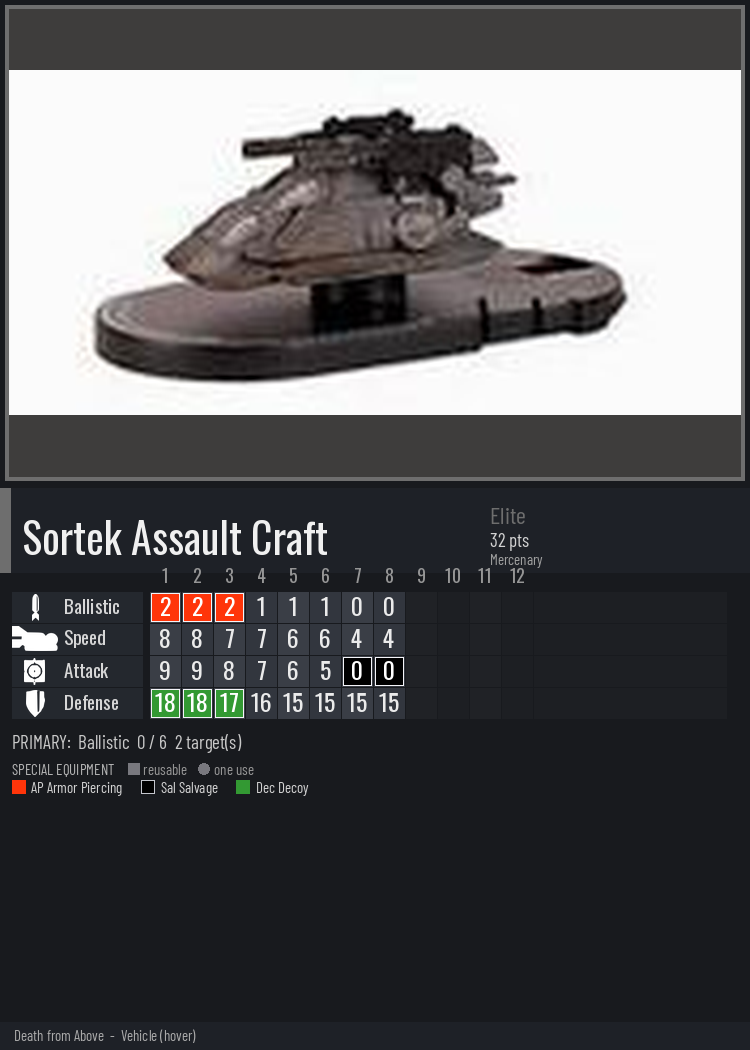 Sortek Assault Craft
Elite
32 pts
Mercenary
1 2 3 4 5 6 7 8 9 10 11 12
Ballistic 2 2 2 1 1 1 0 0
Speed 8 8 7 7 6 6 4 4
Attack 9 9 8 7 6 5 0 0
Defense 18 18 17 16 15 15 15 15
PRIMARY: Ballistic 0 / 6 2 target(s)
SPECIAL EQUIPMENT reusable one use
AP Armor Piercing Sal Salvage Dec Decoy
Death from Above - Vehicle (hover)